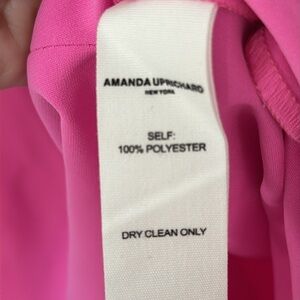 AMANDA UPRICHARD
NEW YORK
SELF:
100% POLYESTER
DRY CLEAN ONLY